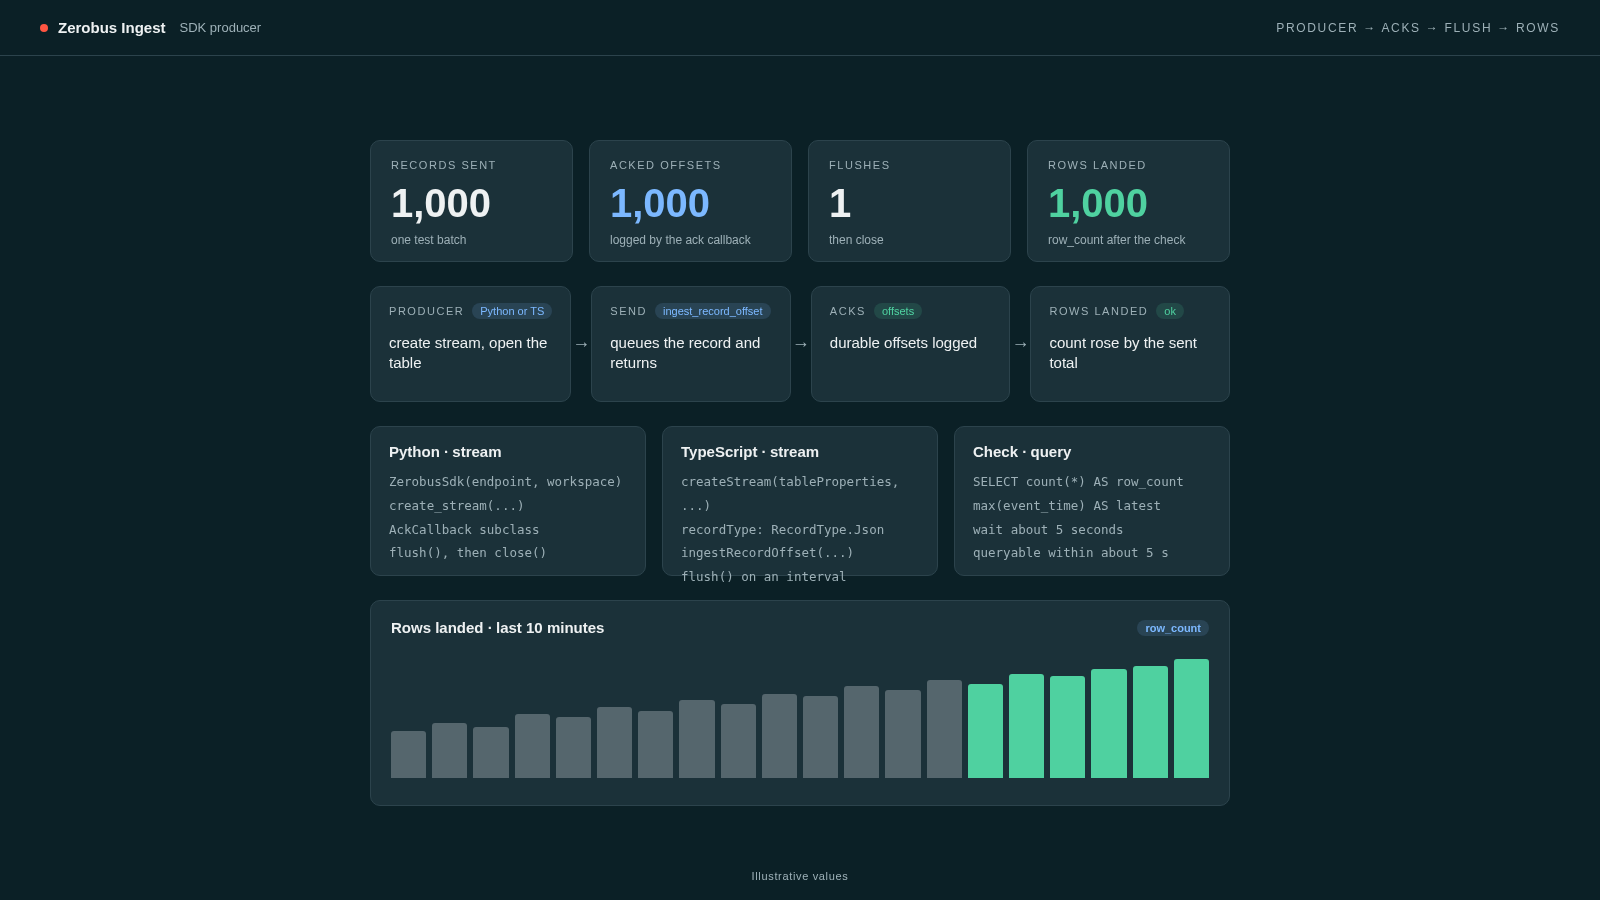 Zerobus Ingest SDK producer
PRODUCER → ACKS → FLUSH → ROWS
RECORDS SENT
1,000
one test batch
ACKED OFFSETS
1,000
logged by the ack callback
FLUSHES
1
then close
ROWS LANDED
1,000
row_count after the check
PRODUCER Python or TS
create stream, open the
table
→
SEND ingest_record_offset
queues the record and
returns
→
ACKS offsets
durable offsets logged
→
ROWS LANDED ok
count rose by the sent
total
Python · stream
ZerobusSdk(endpoint, workspace)
create_stream(...)
AckCallback subclass
flush(), then close()
TypeScript · stream
createStream(tableProperties,
...)
recordType: RecordType.Json
ingestRecordOffset(...)
flush() on an interval
Check · query
SELECT count(*) AS row_count
max(event_time) AS latest
wait about 5 seconds
queryable within about 5 s
Rows landed · last 10 minutes
row_count
Illustrative values